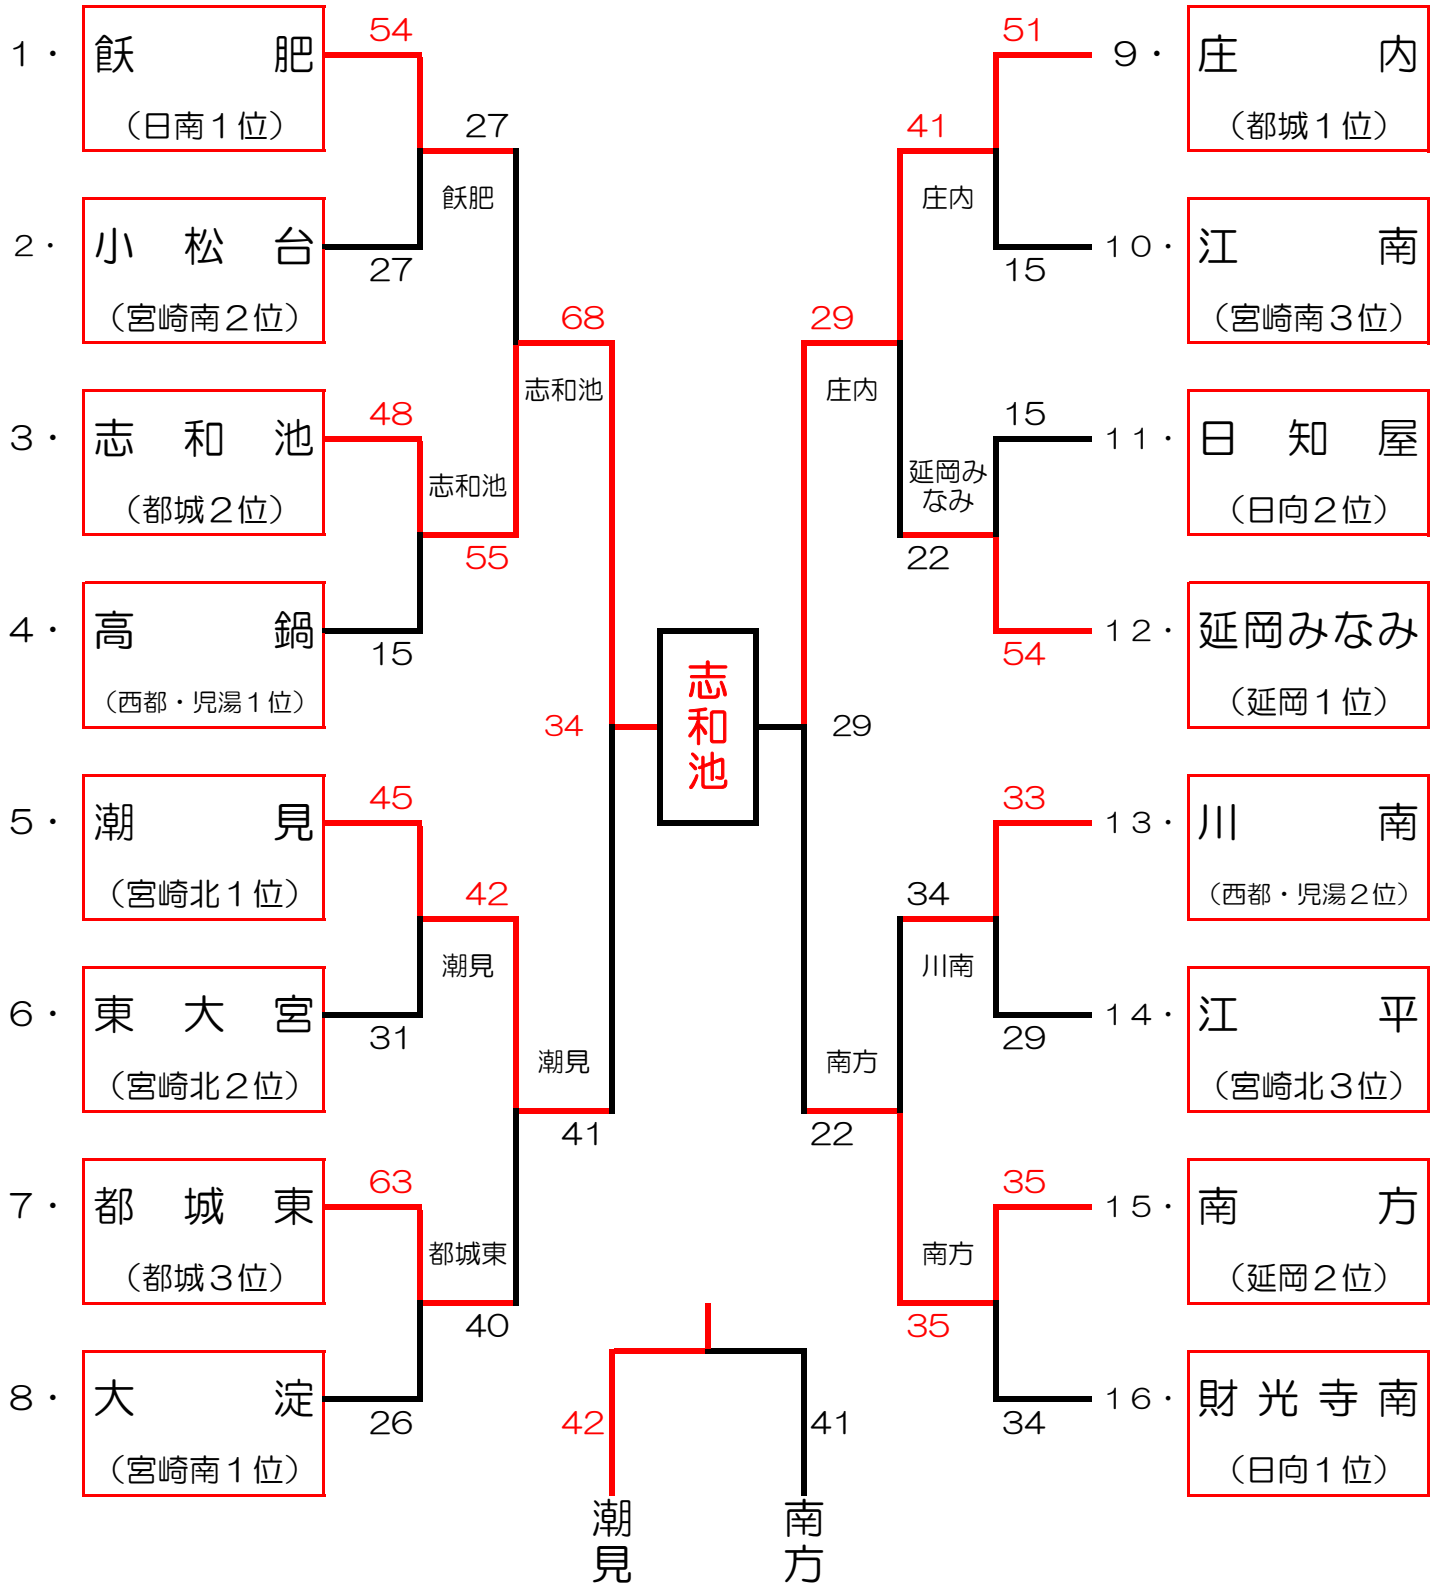 1・
飫肥
(日南1位)
54
2・
小松台
(宮崎南2位)
27
3・
志和池
(都城2位)
48
4・
高鍋
(西都・児湯1位)
15
5・
潮見
(宮崎北1位)
45
6・
東大宮
(宮崎北2位)
31
7・
都城東
(都城3位)
63
8・
大淀
(宮崎南1位)
26
27
飫肥
志和池
55
42
潮見
都城東
40
68
志和池
潮見
41
34
志和池
29
29
庄内
南方
22
41
庄内
延岡み
なみ
22
34
川南
南方
35
51
9・
庄内
(都城1位)
15
10・
江南
(宮崎南3位)
15
11・
日知屋
(日向2位)
54
12・
延岡みなみ
(延岡1位)
33
13・
川南
(西都・児湯2位)
29
14・
江平
(宮崎北3位)
35
15・
南方
(延岡2位)
34
16・
財光寺南
(日向1位)
42
41
潮見
南方